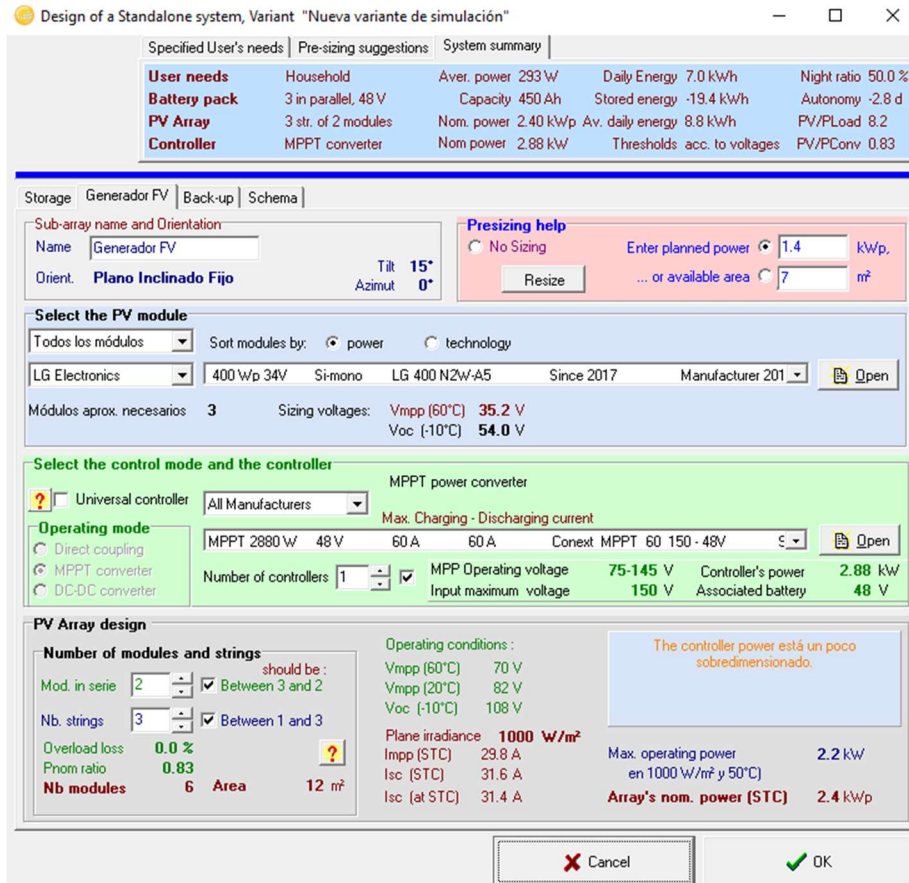 Design of a Standalone system, Variant "Nueva variante de simulación"
Specified User's needs Pre-sizing suggestions System summary
User needs Household Aver. power 293 W Daily Energy 7.0 kWh Night ratio 50.0 %
Battery pack 3 in parallel, 48 V Capacity 450 Ah Stored energy -19.4 kWh Autonomy -2.8 d
PV Array 3 str. of 2 modules Nom. power 2.40 kWp Av. daily energy 8.8 kWh PV/PLoad 8.2
Controller MPPT converter Nom power 2.88 kW Thresholds acc. to voltages PV/PConv 0.83
Storage Generador FV Back-up Schema
Sub-array name and Orientation
Name Generador FV
Orient. Plano Inclinado Fijo
Tilt 15°
Azimut 0°
Presizing help
No Sizing Enter planned power 1.4 kWp,
Resize ... or available area 7 m²
Select the PV module
Todos los módulos Sort modules by: power technology
LG Electronics 400 Wp 34V Si-mono LG 400 N2W-A5 Since 2017 Manufacturer 201 Open
Módulos aprox. necesarios 3 Sizing voltages: Vmpp (60°C) 35.2 V
Voc (-10°C) 54.0 V
Select the control mode and the controller
MPPT power converter
? Universal controller All Manufacturers
Max. Charging - Discharging current
Operating mode
Direct coupling
MPPT converter
DC-DC converter
MPPT 2880 W 48 V 60 A 60 A Conext MPPT 60 150 - 48V Open
Number of controllers 1 MPP Operating voltage 75-145 V Controller's power 2.88 kW
Input maximum voltage 150 V Associated battery 48 V
PV Array design
Number of modules and strings
should be :
Mod. in serie 2 Between 3 and 2
Nb. strings 3 Between 1 and 3
Overload loss 0.0 %
Pnom ratio 0.83 ?
Nb modules 6 Area 12 m²
Operating conditions :
Vmpp (60°C) 70 V
Vmpp (20°C) 82 V
Voc (-10°C) 108 V
Plane irradiance 1000 W/m²
Impp (STC) 29.8 A
Isc (STC) 31.6 A
Isc (at STC) 31.4 A
The controller power está un poco
sobredimensionado.
Max. operating power 2.2 kW
en 1000 W/m² y 50°C)
Array's nom. power (STC) 2.4 kWp
Cancel OK